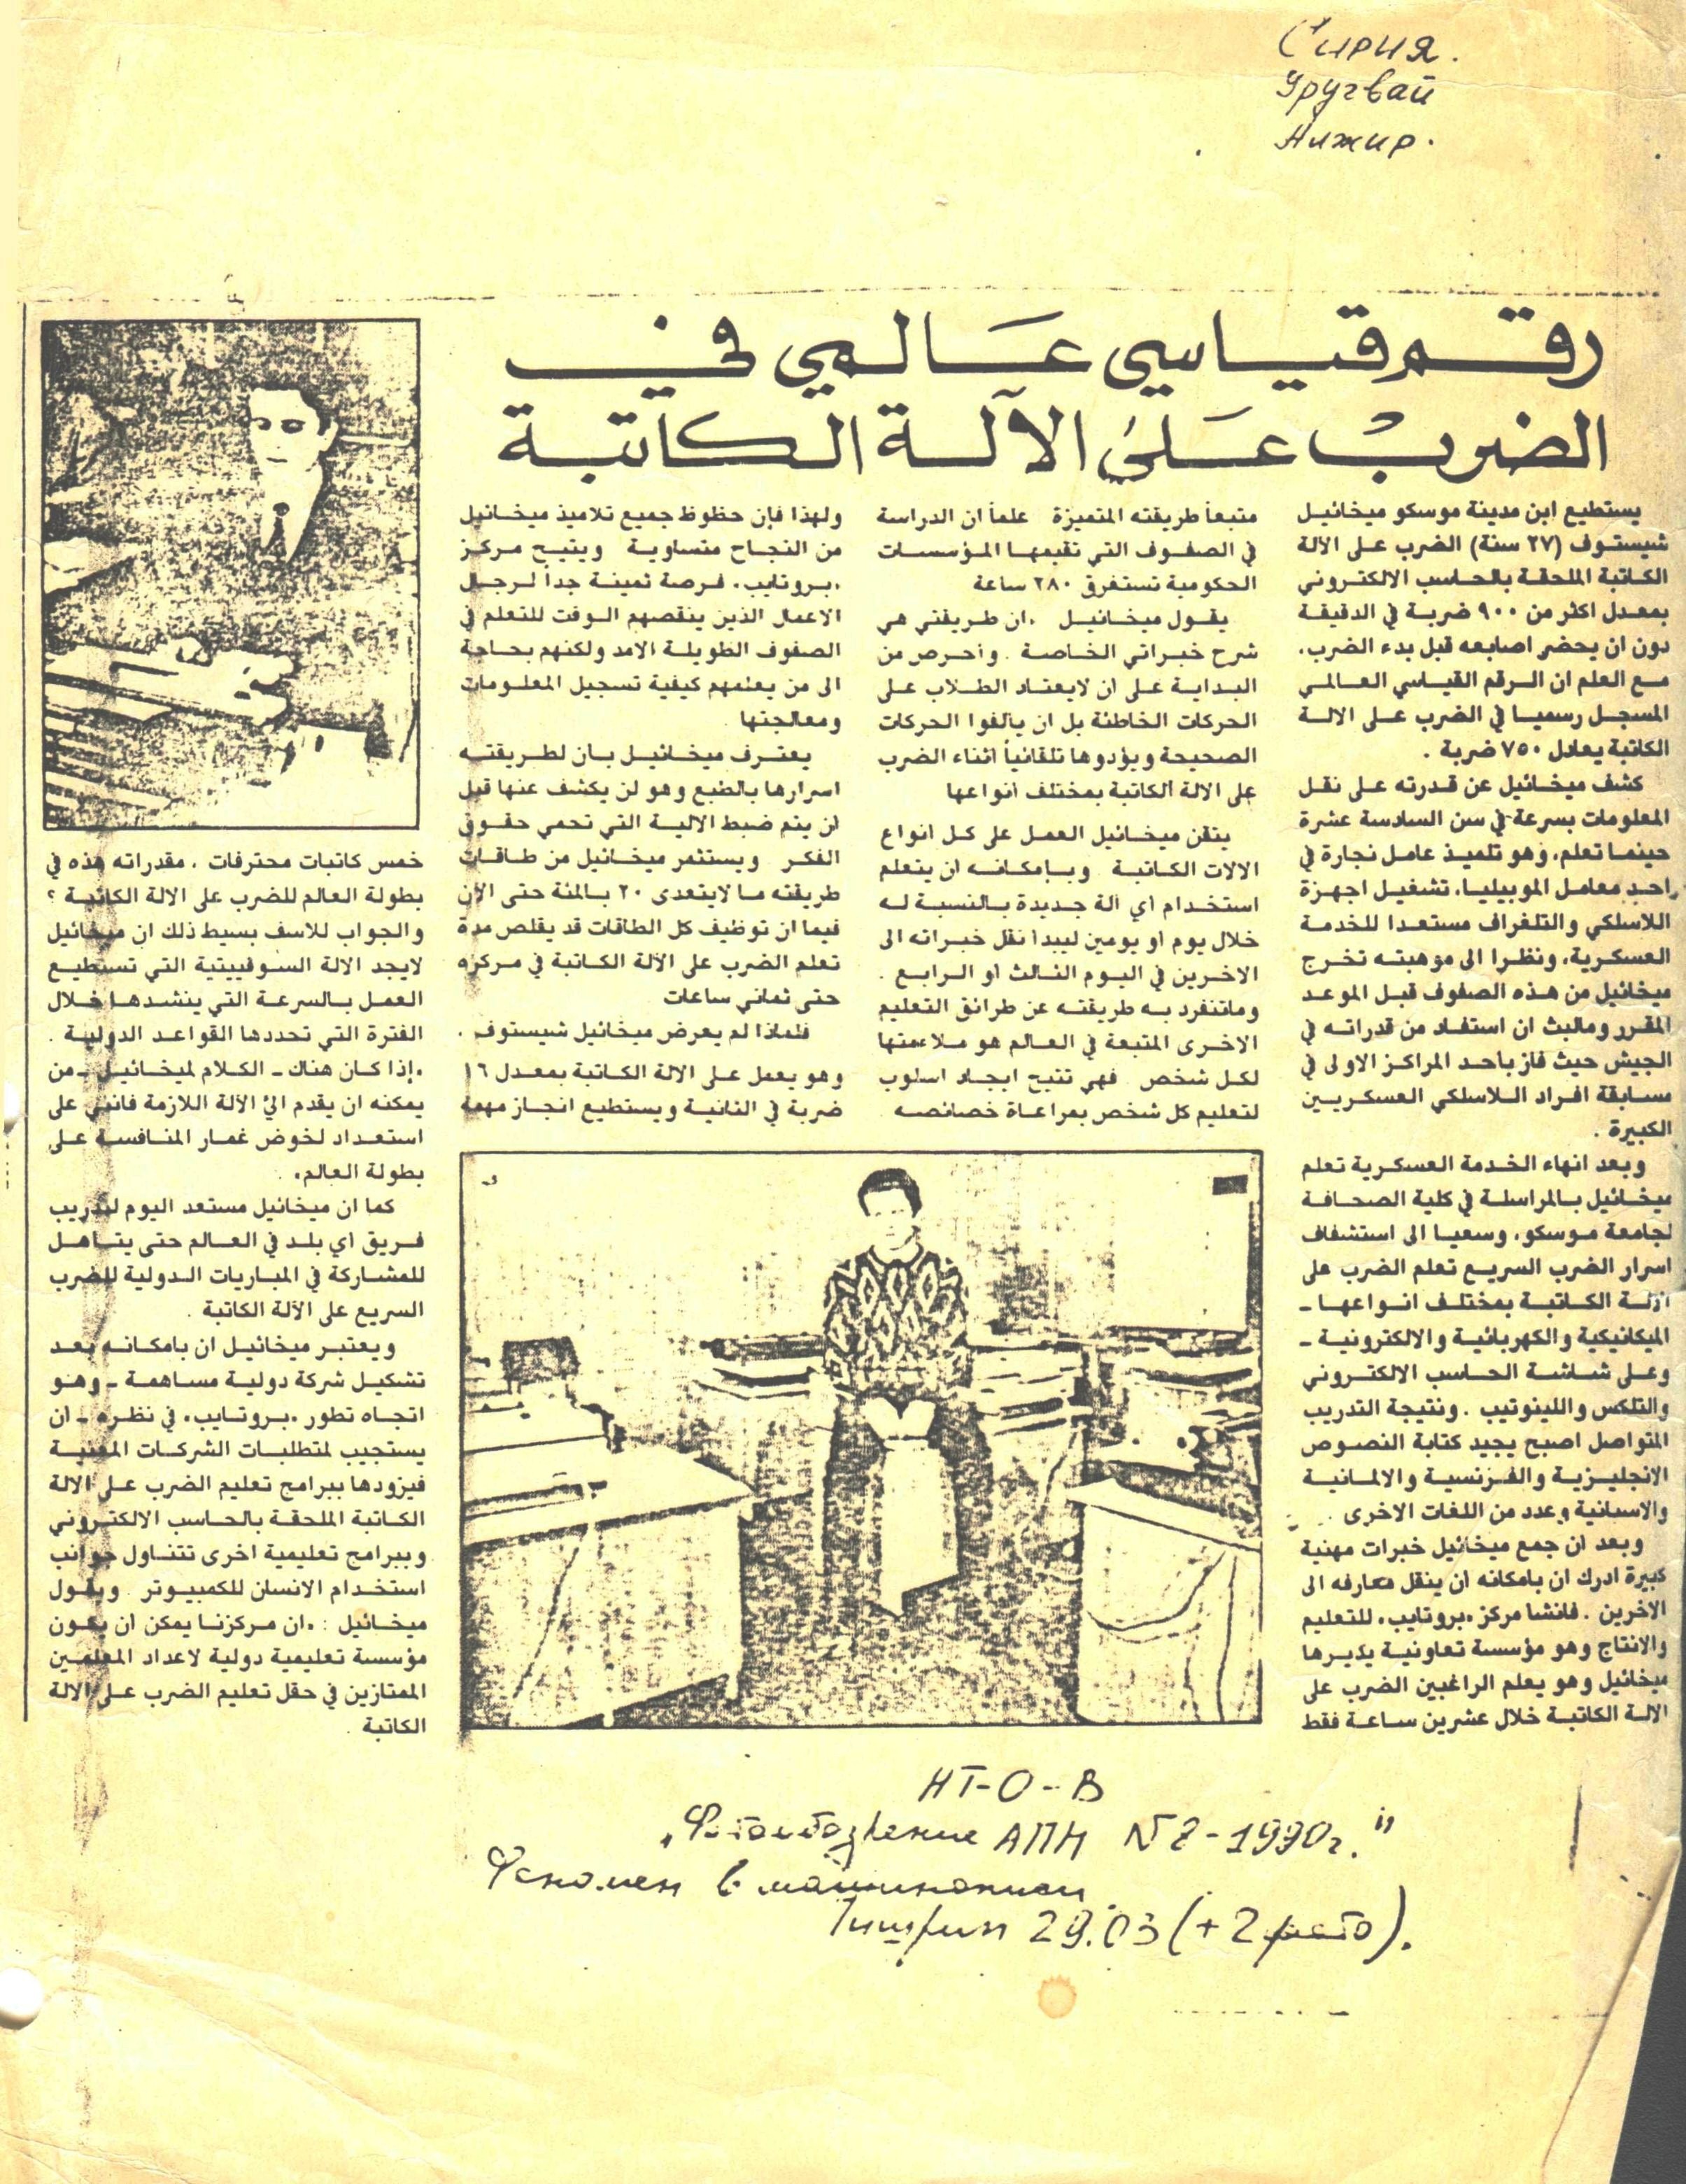 Сирия.
Уругвай
Нижир.
رقم قياسي عالمي في
الضرب على الآلة الكاتبة
يستطيع ابن مدينة موسكو ميخائيل
شيستوف (٢٧ سنة) الضرب على الالة
الكاتبة الملحقة بالحاسب الالكتروني
بمعدل اكثر من ٩٠٠ ضربة في الدقيقة
دون ان يحضر اصابعه قبل بدء الضرب،
مع العلم ان الرقم القياسي العالمي
المسجل رسميا في الضرب على الالة
الكاتبة يعادل ٧٥٠ ضربة .
كشف ميخائيل عن قدرته على نقل
المعلومات بسرعة في سن السادسة عشرة
حينما تعلم، وهو تلميذ عامل نجارة في
احد معامل الموبيليا، تشغيل اجهزة
اللاسلكي والتلغراف مستعدا للخدمة
العسكرية، ونظرا الى موهبته تخرج
ميخائيل من هذه الصفوف قبل الموعد
المقرر ومالبث ان استفاد من قدراته في
الجيش حيث فاز بأحد المراكز الاولى في
مسابقة افراد اللاسلكي العسكريين
الكبيرة .
وبعد انهاء الخدمة العسكرية تعلم
ميخائيل بالمراسلة في كلية الصحافة
لجامعة موسكو، وسعيا الى استشفاف
اسرار الضرب السريع تعلم الضرب على
الالة الكاتبة بمختلف انواعها -
الميكانيكية والكهربائية والالكترونية -
وعلى شاشة الحاسب الالكتروني
والتلكس واللينوتيب . ونتيجة التدريب
المتواصل اصبح يجيد كتابة النصوص
الانجليزية والفرنسية والالمانية
والاسبانية وعدد من اللغات الاخرى .
وبعد ان جمع ميخائيل خبرات مهنية
كبيرة ادرك ان بامكانه ان ينقل معارفه الى
الاخرين . فانشأ مركز «بروتايب» للتعليم
والانتاج وهو مؤسسة تعاونية يديرها
ميخائيل وهو يعلم الراغبين الضرب على
الالة الكاتبة خلال عشرين ساعة فقط
متبعاً طريقته المتميزة علماً ان الدراسة
في الصفوف التي تقيمها المؤسسات
الحكومية تستغرق ٢٨٠ ساعة
يقول ميخائيل «ان طريقتي هي
شرح خبراتي الخاصة . واحرص من
البداية على ان لايعتاد الطلاب على
الحركات الخاطئة بل ان يألفوا الحركات
الصحيحة ويؤدوها تلقائياً اثناء الضرب
على الالة الكاتبة بمختلف أنواعها
يتقن ميخائيل العمل على كل انواع
الالات الكاتبة وبإمكانه ان يتعلم
استخدام أي آلة جديدة بالنسبة له
خلال يوم أو يومين ليبدأ نقل خبراته الى
الاخرين في اليوم الثالث أو الرابع .
وماتنفرد به طريقته عن طرائق التعليم
الاخرى المتبعة في العالم هو ملاءمتها
لكل شخص فهي تتيح ايجاد اسلوب
لتعليم كل شخص بمراعاة خصائصه
ولهذا فإن حظوظ جميع تلاميذ ميخائيل
من النجاح متساوية ويتيح مركز
«بروتايب» فرصة ثمينة جداً لرجال
الاعمال الذين ينقصهم الوقت للتعلم في
الصفوف الطويلة الامد ولكنهم بحاجة
الى من يعلمهم كيفية تسجيل المعلومات
ومعالجتها
يعترف ميخائيل بان لطريقته
اسرارها بالطبع وهو لن يكشف عنها قبل
ان يتم ضبط الالية التي تحمي حقوق
الفكر ويستثمر ميخائيل من طاقات
طريقته ما لايتعدى ٢٠ بالمئة حتى الآن
فيما ان توظيف كل الطاقات قد يقلص مدة
تعلم الضرب على الآلة الكاتبة في مركزه
حتى ثماني ساعات
فلماذا لم يعرض ميخائيل شيستوف ،
وهو يعمل على الالة الكاتبة بمعدل ١٦
ضربة في الثانية ويستطيع انجاز مهمة
خمس كاتبات محترفات ، مقدراته هذه في
بطولة العالم للضرب على الالة الكاتبة ؟
والجواب للاسف بسيط ذلك ان ميخائيل
لايجد الالة السوفييتية التي تستطيع
العمل بالسرعة التي ينشدها خلال
الفترة التي تحددها القواعد الدولية .
«إذا كان هناك - الكلام لميخائيل - من
يمكنه ان يقدم اليّ الآلة اللازمة فانني على
استعداد لخوض غمار المنافسة على
بطولة العالم»
كما ان ميخائيل مستعد اليوم لتدريب
فريق اي بلد في العالم حتى يتأهل
للمشاركة في المباريات الدولية للضرب
السريع على الآلة الكاتبة .
ويعتبر ميخائيل ان بامكانه بعد
تشكيل شركة دولية مساهمة - وهو
اتجاه تطور «بروتايب» في نظره - ان
يستجيب لمتطلبات الشركات المعنية
فيزودها ببرامج تعليم الضرب على الالة
الكاتبة الملحقة بالحاسب الالكتروني
وببرامج تعليمية اخرى تتناول جوانب
استخدام الانسان للكمبيوتر ويقول
ميخائيل : «ان مركزنا يمكن ان يكون
مؤسسة تعليمية دولية لاعداد المعلمين
الممتازين في حقل تعليم الضرب على الالة
الكاتبة .
НТ-О-В
АПН №2-1990г."
Феномен в машинописи
Тишрин 29.03 (+2 фото).